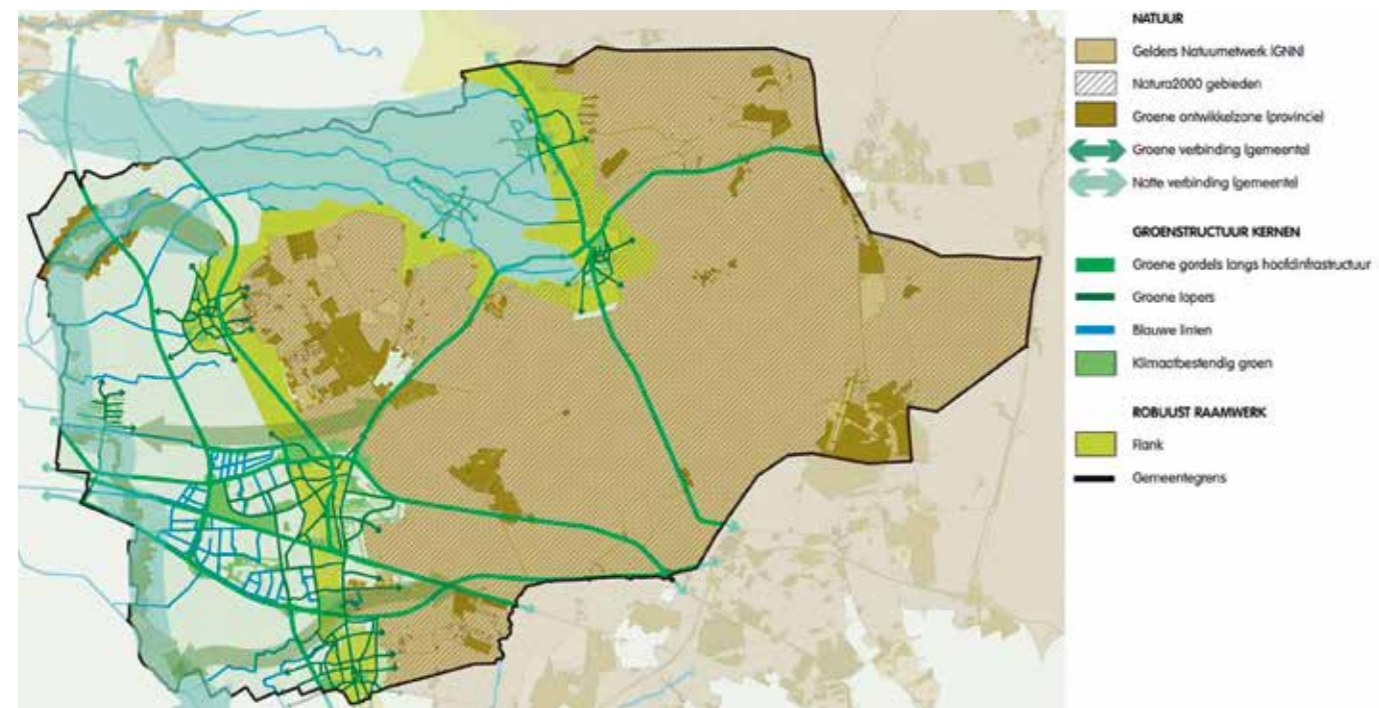 NATUUR
Gelders Natuurnetwerk (GNN)
Natura2000 gebieden
Groene ontwikkelzone (provincie)
Groene verbinding (gemeente)
Natte verbinding (gemeente)
GROENSTRUCTUUR KERNEN
Groene gordels langs hoofdinfrastructuur
Groene lopers
Blauwe linten
Klimaatbestendig groen
ROBUUST RAAMWERK
Flank
Gemeentegrens